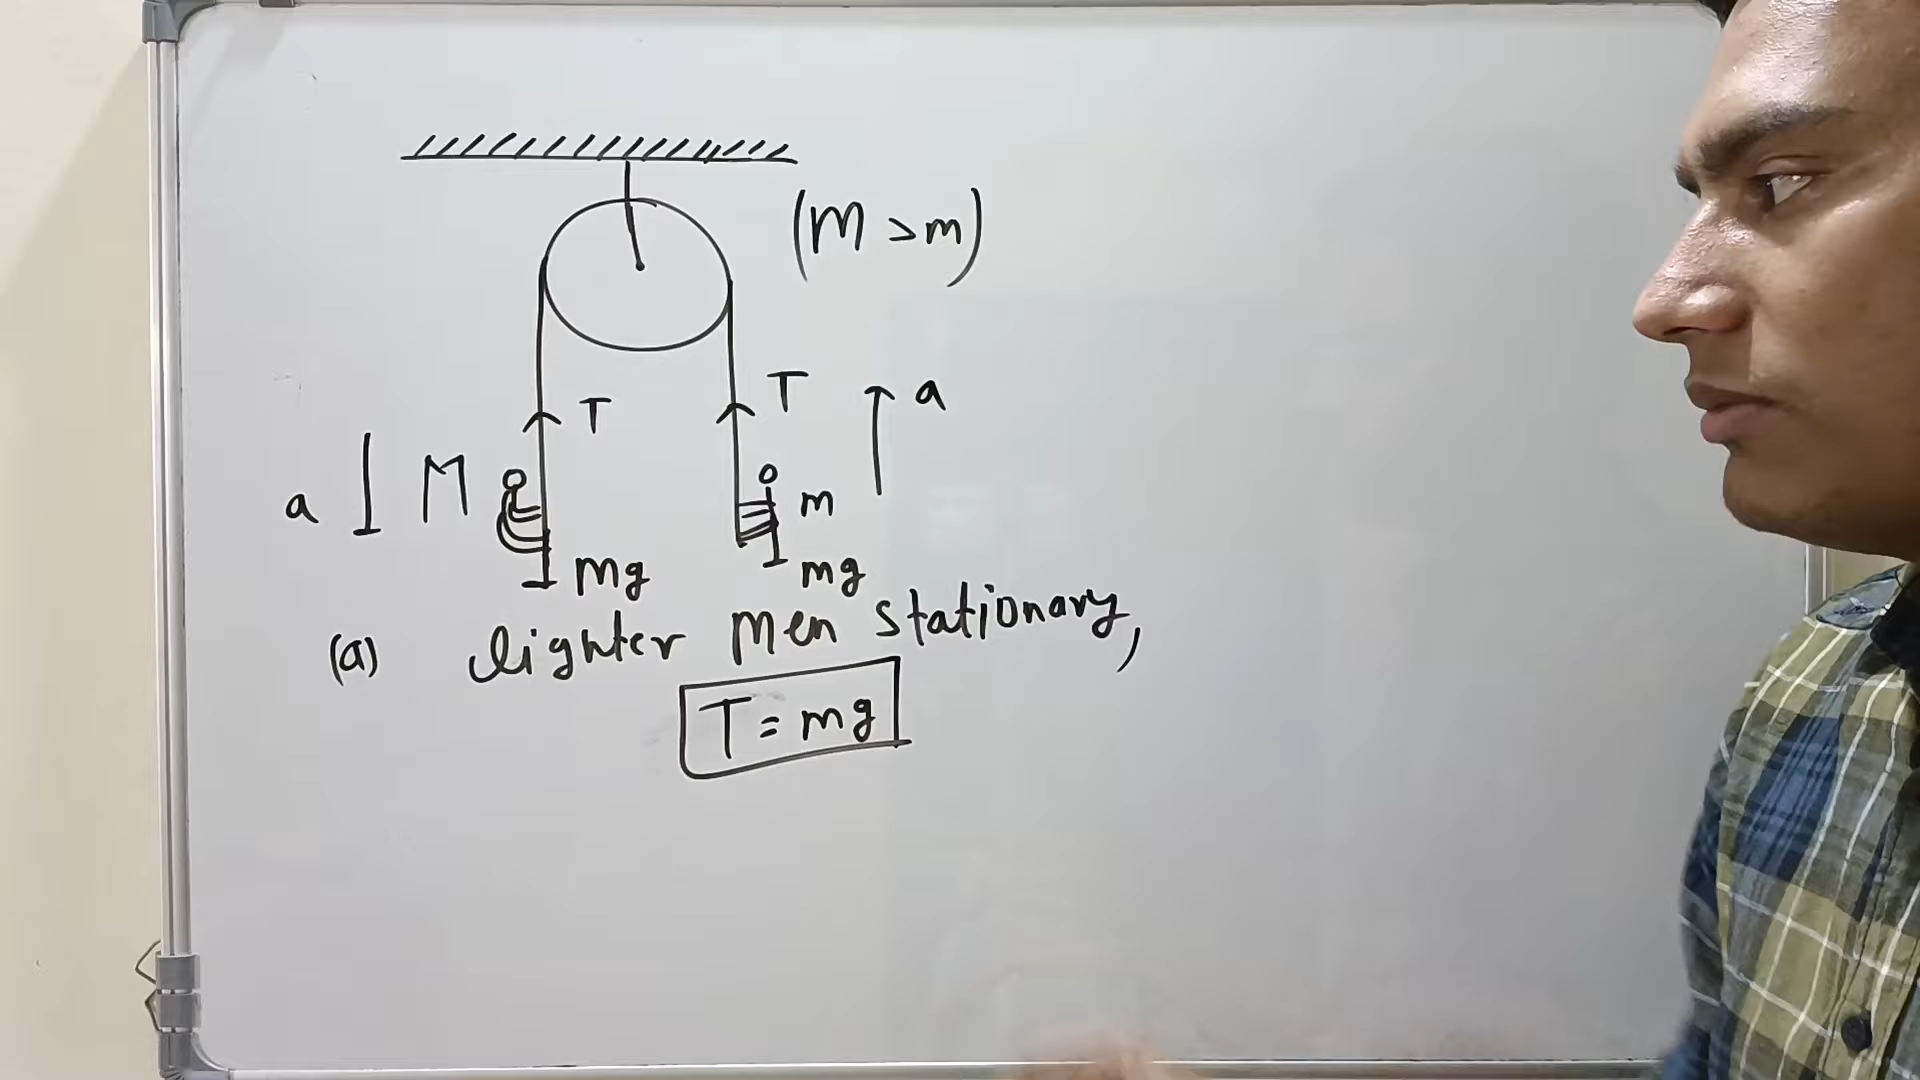 (M > m)
T
T
a
a
M
m
Mg
mg
(a) lighter men stationary,
T = mg